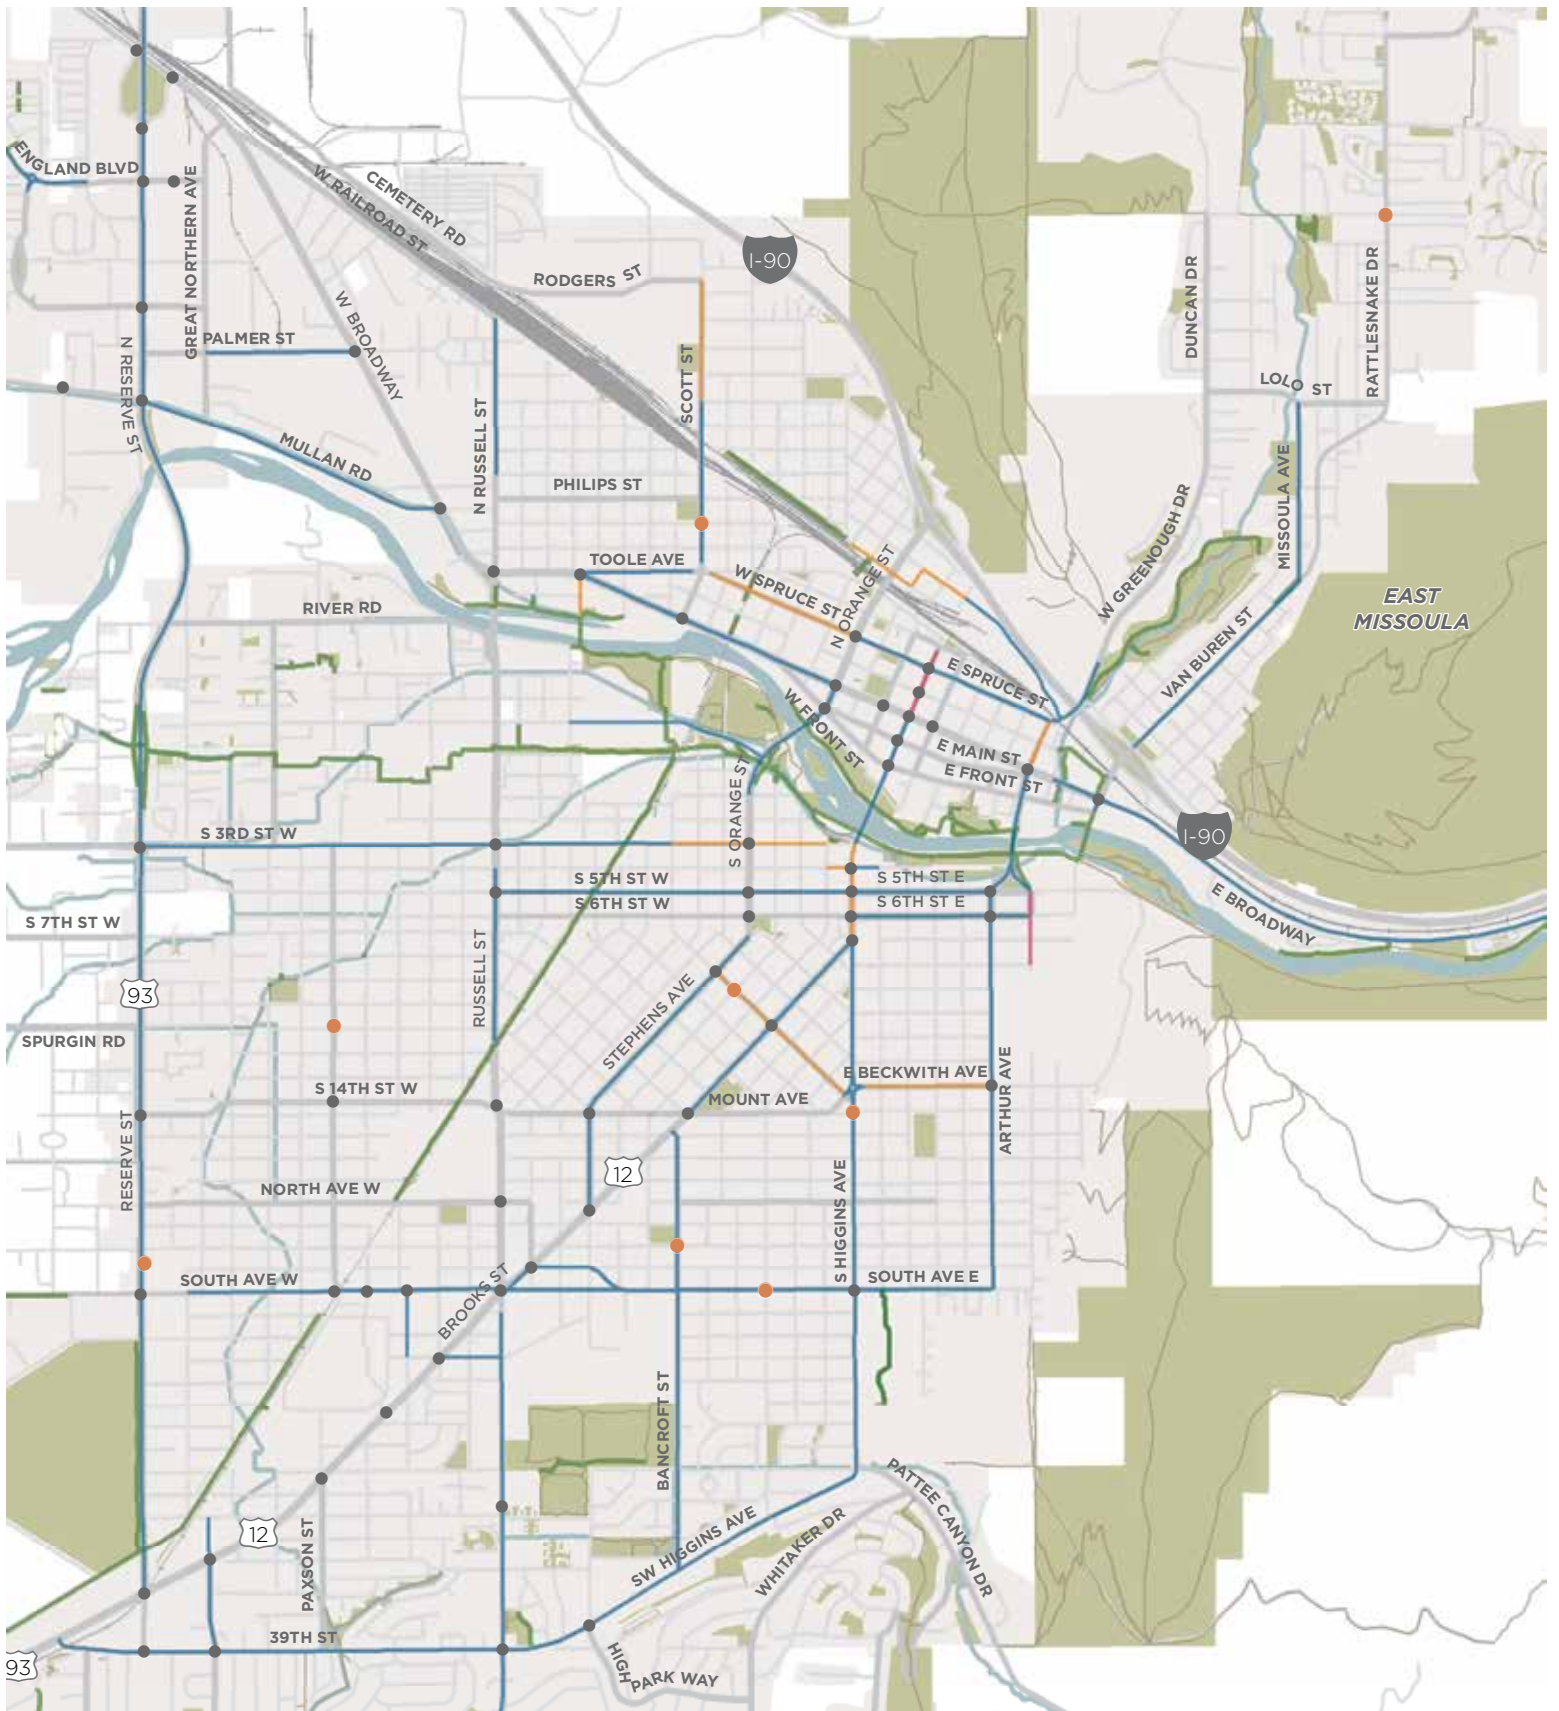 ENGLAND BLVD
GREAT NORTHERN AVE
CEMETERY RD
W RAILROAD ST
RODGERS ST
I-90
DUNCAN DR
RATTLESNAKE DR
N RESERVE ST
PALMER ST
W BROADWAY
SCOTT ST
LOLO ST
MULLAN RD
N RUSSELL ST
PHILIPS ST
MISSOULA AVE
W GREENOUGH DR
TOOLE AVE
W SPRUCE ST
N ORANGE ST
RIVER RD
EAST
MISSOULA
VAN BUREN ST
E SPRUCE ST
W FRONT ST
E MAIN ST
E FRONT ST
S ORANGE ST
S 3RD ST W
I-90
S 5TH ST W
S 5TH ST E
S 6TH ST W
S 6TH ST E
S 7TH ST W
E BROADWAY
RUSSELL ST
93
STEPHENS AVE
SPURGIN RD
S 14TH ST W
E BECKWITH AVE
MOUNT AVE
ARTHUR AVE
RESERVE ST
12
NORTH AVE W
S HIGGINS AVE
SOUTH AVE W
SOUTH AVE E
BROOKS ST
BANCROFT ST
PATTEE CANYON DR
12
PAXSON ST
SW HIGGINS AVE
WHITAKER DR
39TH ST
93
HIGH
PARK WAY